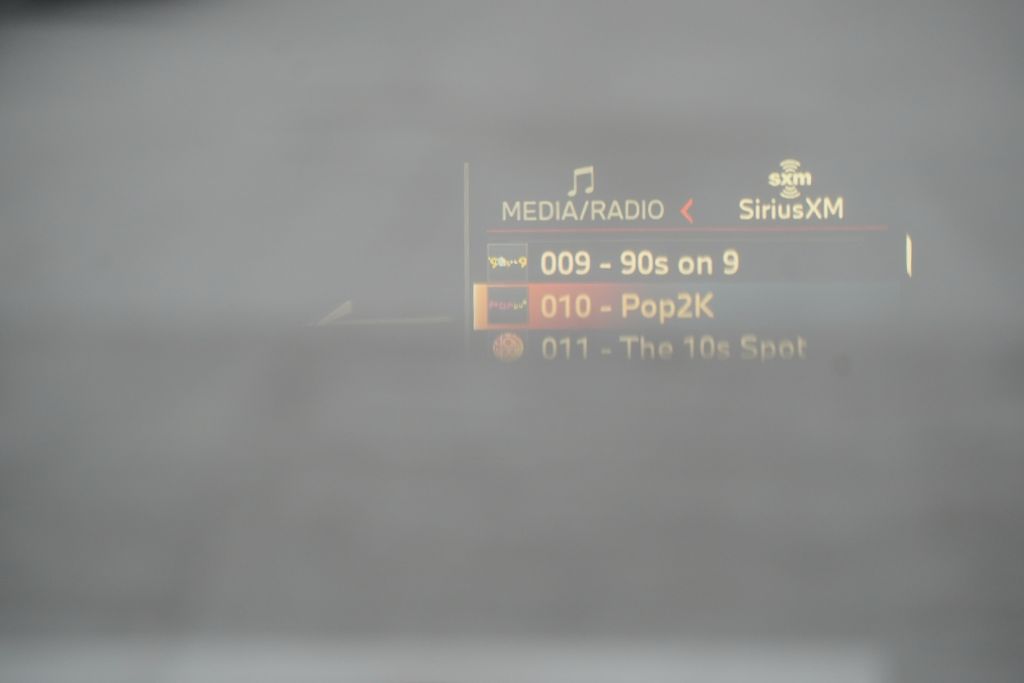 sxm
MEDIA/RADIO < SiriusXM
009 - 90s on 9
010 - Pop2K
011 - The 10s Spot